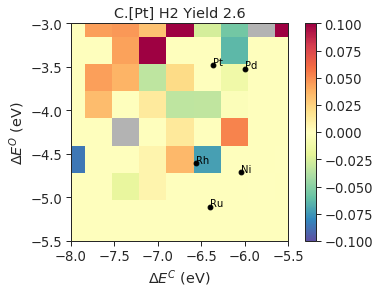 C.[Pt] H2 Yield 2.6
ΔE^O (eV)
−3.0
−3.5
−4.0
−4.5
−5.0
−5.5
Pt
Pd
Rh
Ni
Ru
−8.0 −7.5 −7.0 −6.5 −6.0 −5.5
ΔE^C (eV)
0.100
0.075
0.050
0.025
0.000
−0.025
−0.050
−0.075
−0.100